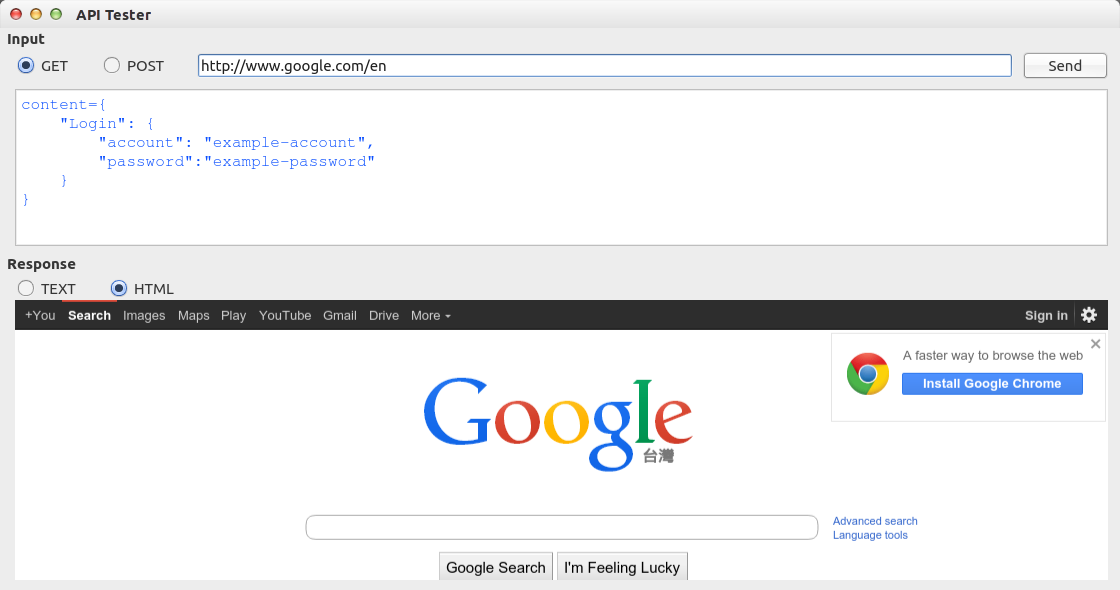 API Tester
Input
GET POST http://www.google.com/en Send
content={
"Login": {
"account": "example-account",
"password":"example-password"
}
}
Response
TEXT HTML
+You Search Images Maps Play YouTube Gmail Drive More Sign in
A faster way to browse the web
Install Google Chrome
Google
台灣
Advanced search
Language tools
Google Search I'm Feeling Lucky